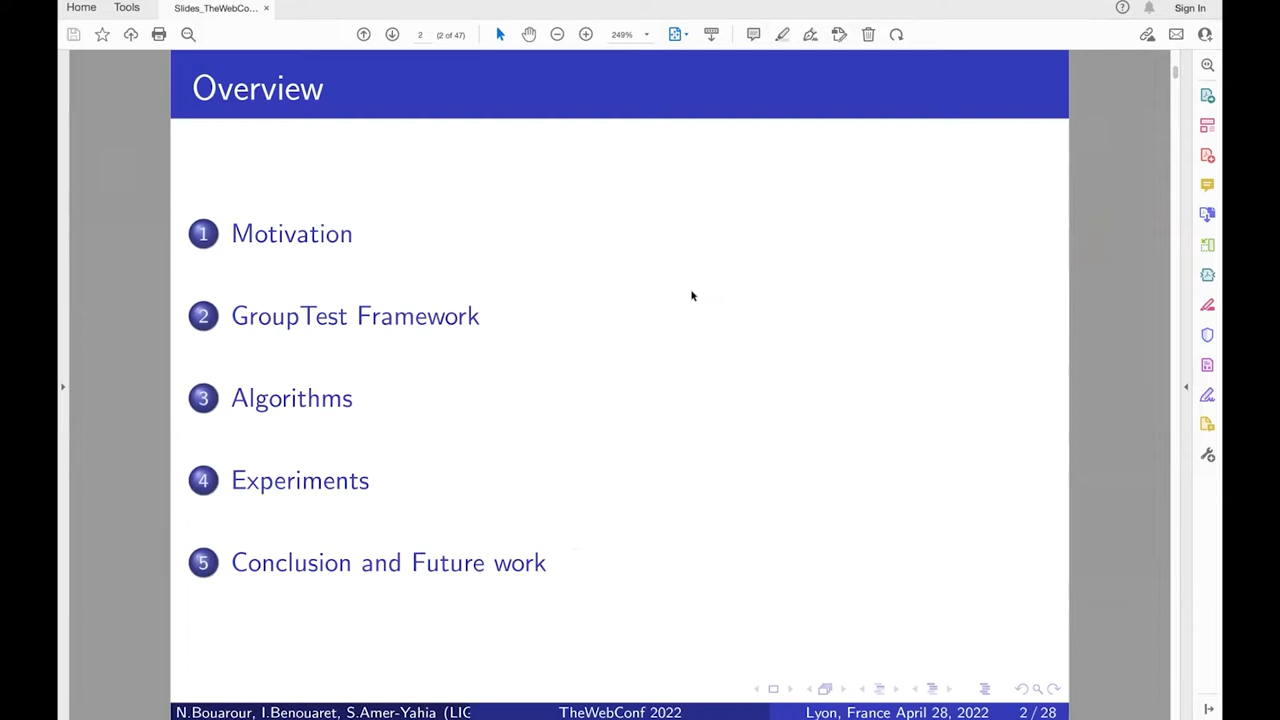 Home Tools Slides_TheWebCo... × Sign In
2 (2 of 47) 249%
Overview
1 Motivation
2 GroupTest Framework
3 Algorithms
4 Experiments
5 Conclusion and Future work
N.Bouarour, I.Benouaret, S.Amer-Yahia (LIG TheWebConf 2022 Lyon, France April 28, 2022 2 / 28